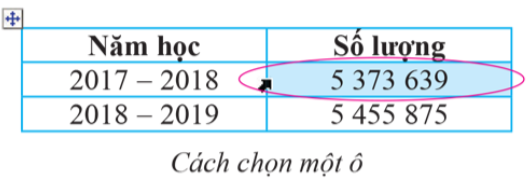 Năm học Số lượng
2017 – 2018 5 373 639
2018 – 2019 5 455 875
Cách chọn một ô